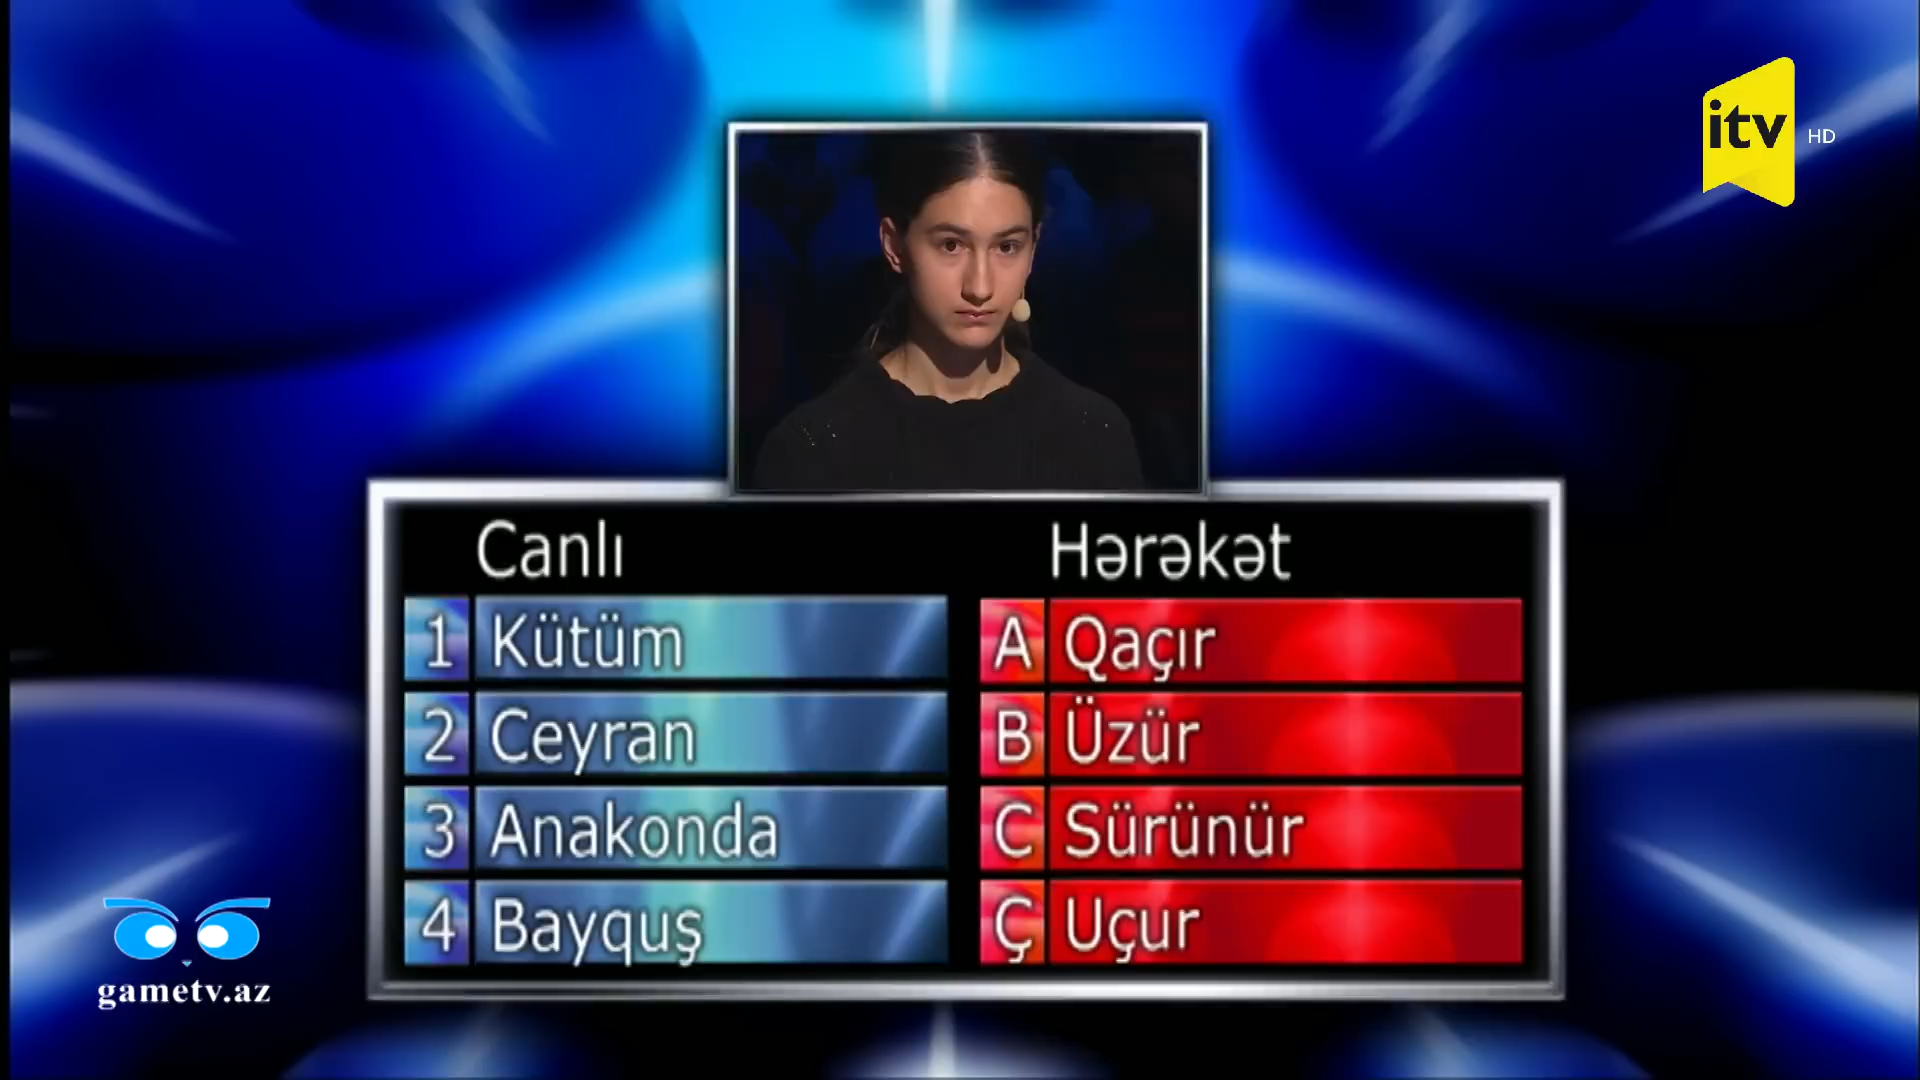 itv HD
Canlı Hərəkət
1 Kütüm A Qaçır
2 Ceyran B Üzür
3 Anakonda C Sürünür
4 Bayquş Ç Uçur
gametv.az